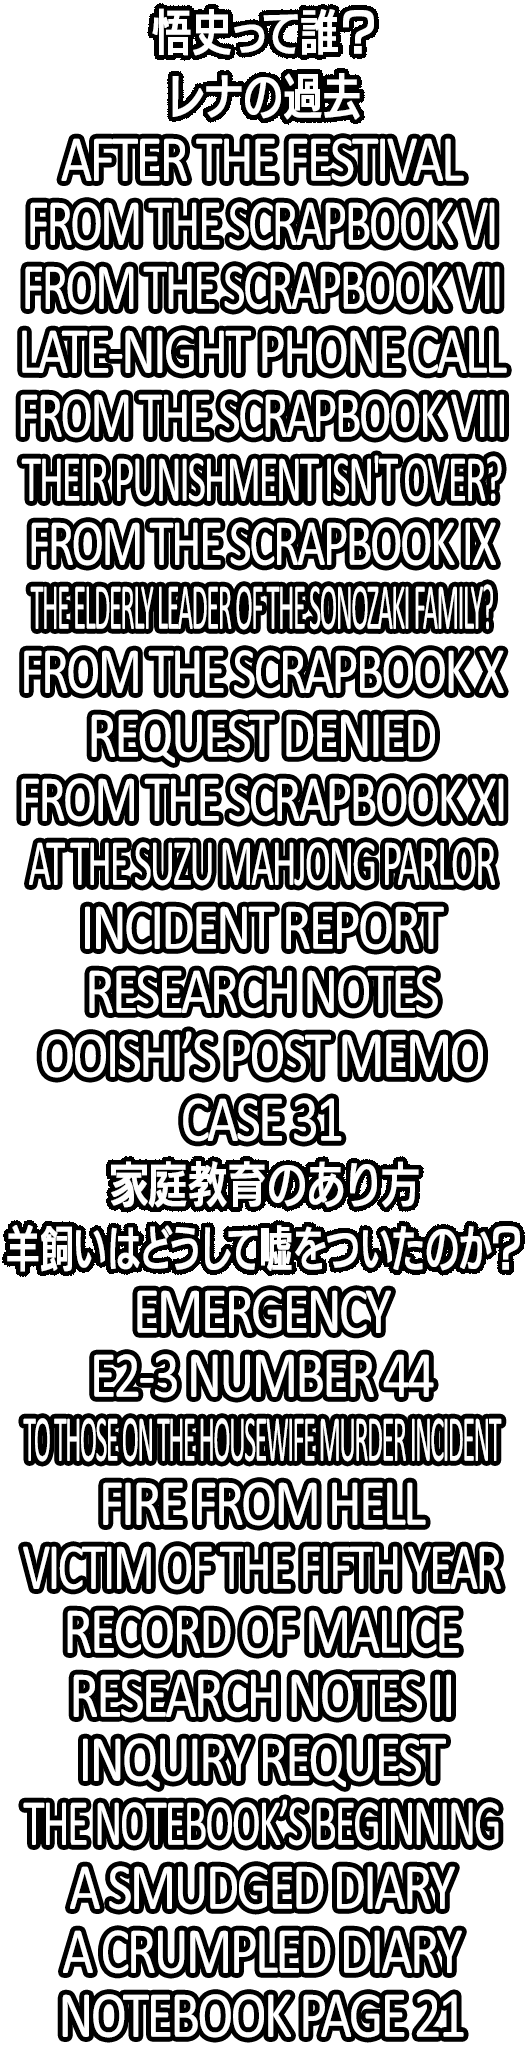 悟史って誰？
レナの過去
AFTER THE FESTIVAL
FROM THE SCRAPBOOK VI
FROM THE SCRAPBOOK VII
LATE-NIGHT PHONE CALL
FROM THE SCRAPBOOK VIII
THEIR PUNISHMENT ISN'T OVER?
FROM THE SCRAPBOOK IX
THE ELDERLY LEADER OF THE SONOZAKI FAMILY?
FROM THE SCRAPBOOK X
REQUEST DENIED
FROM THE SCRAPBOOK XI
AT THE SUZU MAHJONG PARLOR
INCIDENT REPORT
RESEARCH NOTES
OOISHI’S POST MEMO
CASE 31
家庭教育のあり方
羊飼いはどうして嘘をついたのか？
EMERGENCY
E2-3 NUMBER 44
TO THOSE ON THE HOUSEWIFE MURDER INCIDENT
FIRE FROM HELL
VICTIM OF THE FIFTH YEAR
RECORD OF MALICE
RESEARCH NOTES II
INQUIRY REQUEST
THE NOTEBOOK’S BEGINNING
A SMUDGED DIARY
A CRUMPLED DIARY
NOTEBOOK PAGE 21